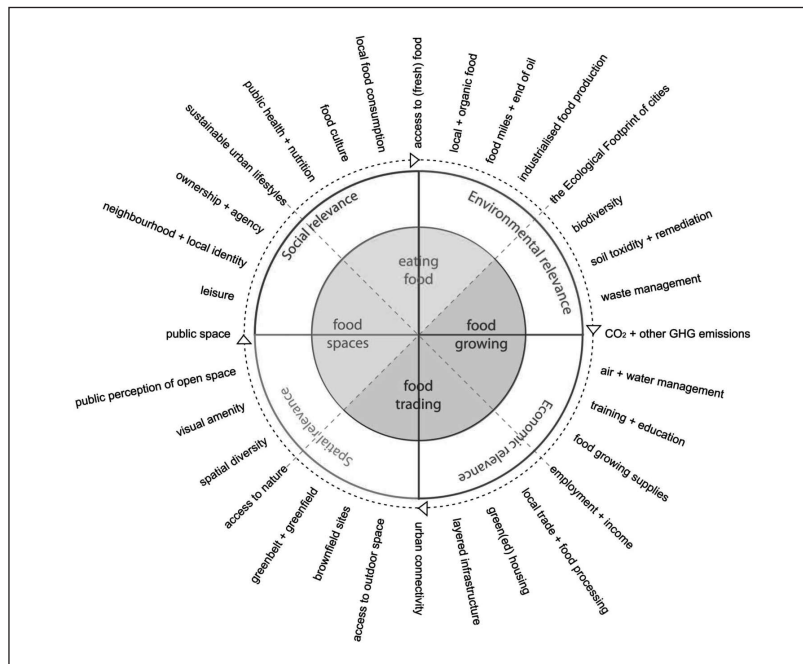 access to (fresh) food
local + organic food
food miles + end of oil
industrialised food production
the Ecological Footprint of cities
biodiversity
soil toxidity + remediation
waste management
CO₂ + other GHG emissions
air + water management
training + education
food growing supplies
employment + income
local trade + food processing
green(ed) housing
layered infrastructure
urban connectivity
access to outdoor space
brownfield sites
greenbelt + greenfield
access to nature
spatial diversity
visual amenity
public perception of open space
public space
leisure
neighbourhood + local identity
ownership + agency
sustainable urban lifestyles
public health + nutrition
food culture
local food consumption
Social relevance
Environmental relevance
Economic relevance
Spatial relevance
eating
food
food
growing
food
trading
food
spaces